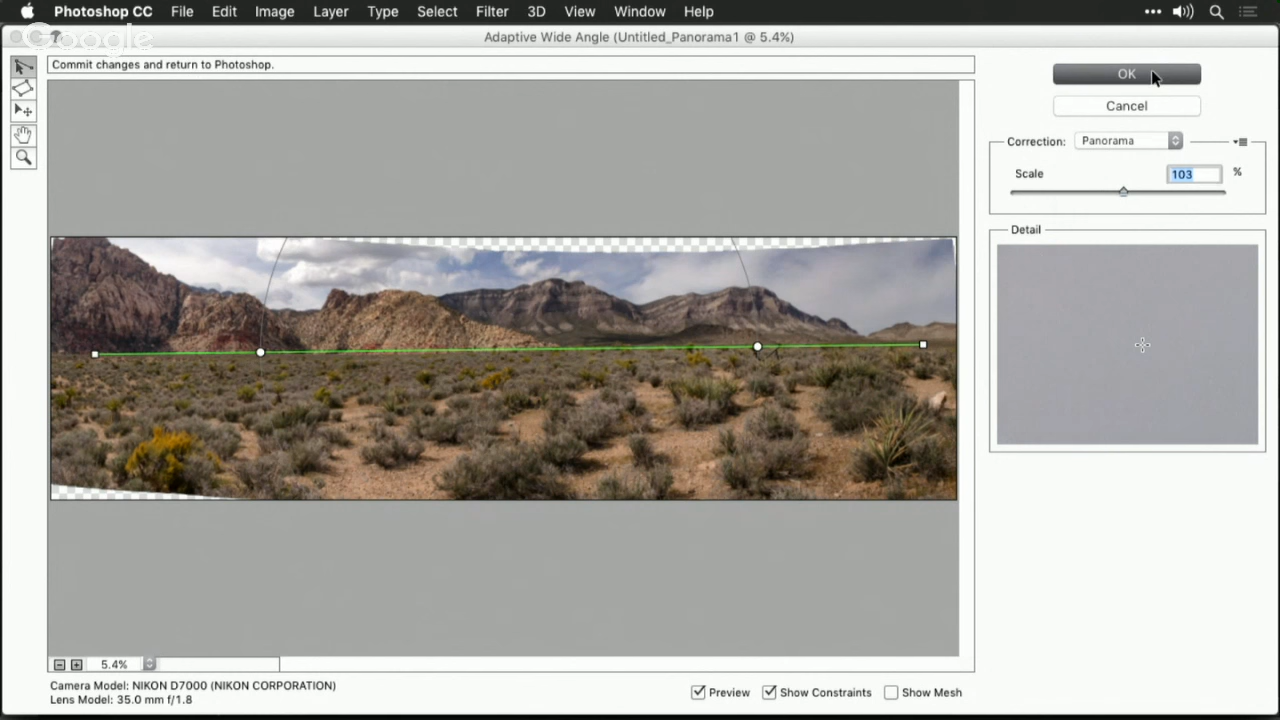 Photoshop CC File Edit Image Layer Type Select Filter 3D View Window Help
Google
Adaptive Wide Angle (Untitled_Panorama1 @ 5.4%)
Commit changes and return to Photoshop.
OK
Cancel
Correction: Panorama
Scale 103 %
Detail
5.4%
Camera Model: NIKON D7000 (NIKON CORPORATION)
Lens Model: 35.0 mm f/1.8
Preview Show Constraints Show Mesh